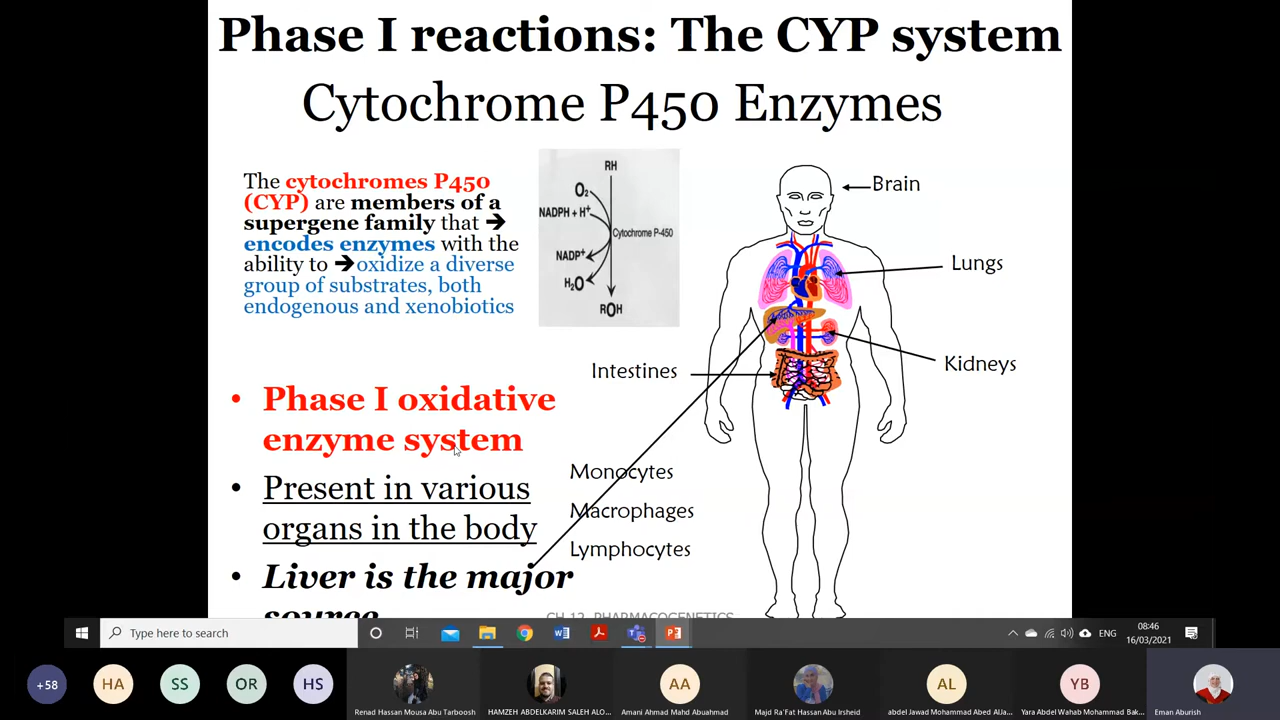 Phase I reactions: The CYP system
Cytochrome P450 Enzymes
The cytochromes P450
(CYP) are members of a
supergene family that ➔
encodes enzymes with the
ability to ➔oxidize a diverse
group of substrates, both
endogenous and xenobiotics
RH
O₂
NADPH + H⁺
Cytochrome P-450
NADP⁺
H₂O
ROH
Brain
Lungs
Kidneys
Intestines
Monocytes
Macrophages
Lymphocytes
• Phase I oxidative
enzyme system
• Present in various
organs in the body
• Liver is the major
source
CH 12 PHARMACOGENETICS
Type here to search
ENG
08:46
16/03/2021
+58
HA
SS
OR
HS
AA
AL
YB
Renad Hassan Mousa Abu Tarboosh
HAMZEH ABDELKARIM SALEH ALO...
Amani Ahmad Mahd Abuahmad
Majd Ra'Fat Hassan Abu Irsheid
abdel Jawad Mohammad Abed AlJa...
Yara Abdel Wahab Mohammad Bak...
Eman Aburish